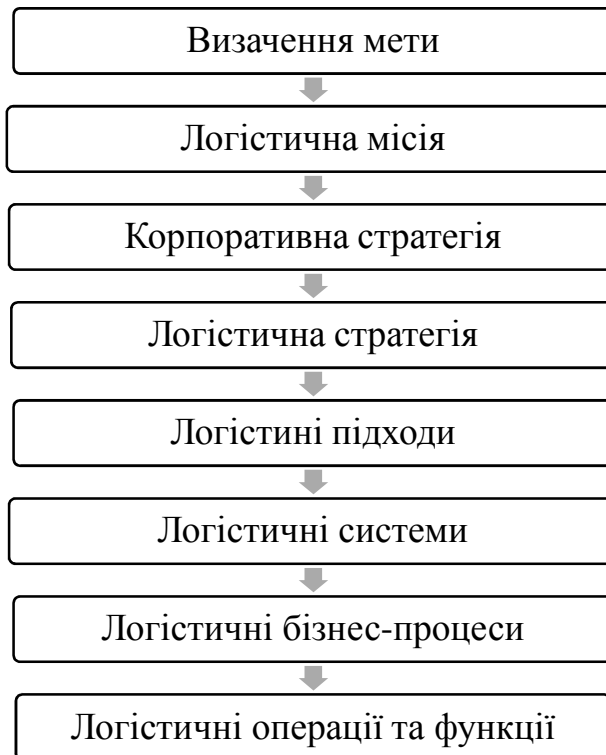 Визачення мети
Логістична місія
Корпоративна стратегія
Логістична стратегія
Логістині підходи
Логістичні системи
Логістичні бізнес-процеси
Логістичні операції та функції